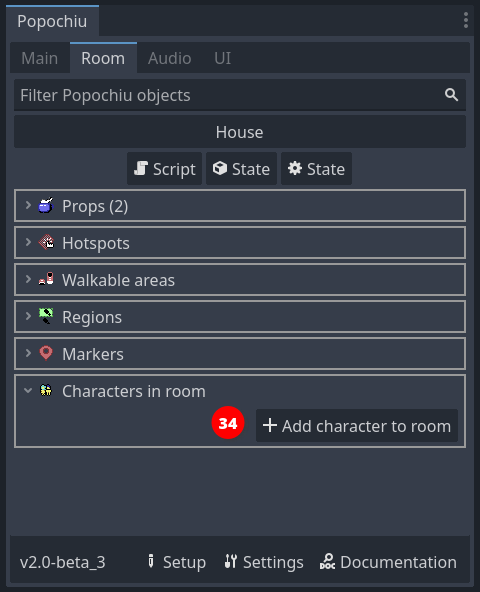 Popochiu
Main Room Audio UI
Filter Popochiu objects
House
Script State State
Props (2)
Hotspots
Walkable areas
Regions
Markers
Characters in room
34 + Add character to room
v2.0-beta_3 Setup Settings DOC Documentation